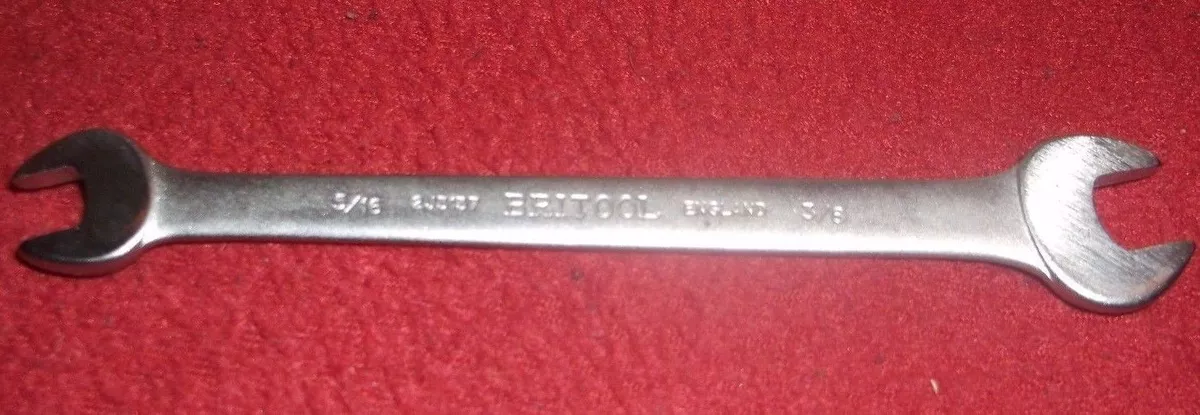 5/16 BRITOOL ENGLAND 3/8